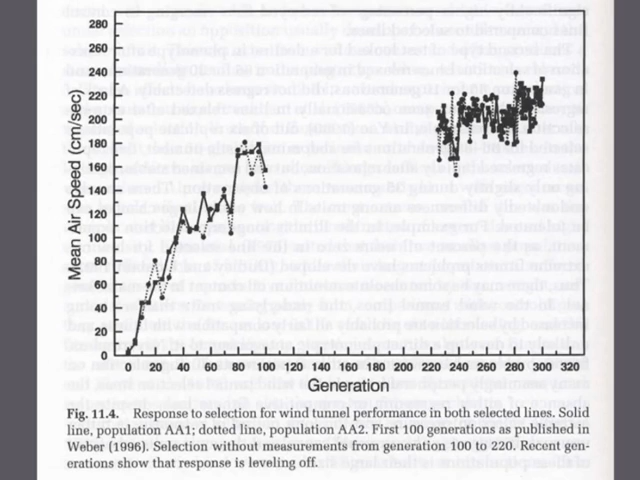 280
260
240
220
200
180
160
140
120
100
80
60
40
20
0
Mean Air Speed (cm/sec)
0 20 40 60 80 100 120 140 160 180 200 220 240 260 280 300 320
Generation
Fig. 11.4. Response to selection for wind tunnel performance in both selected lines. Solid
line, population AA1; dotted line, population AA2. First 100 generations as published in
Weber (1996). Selection without measurements from generation 100 to 220. Recent gen-
erations show that response is leveling off.